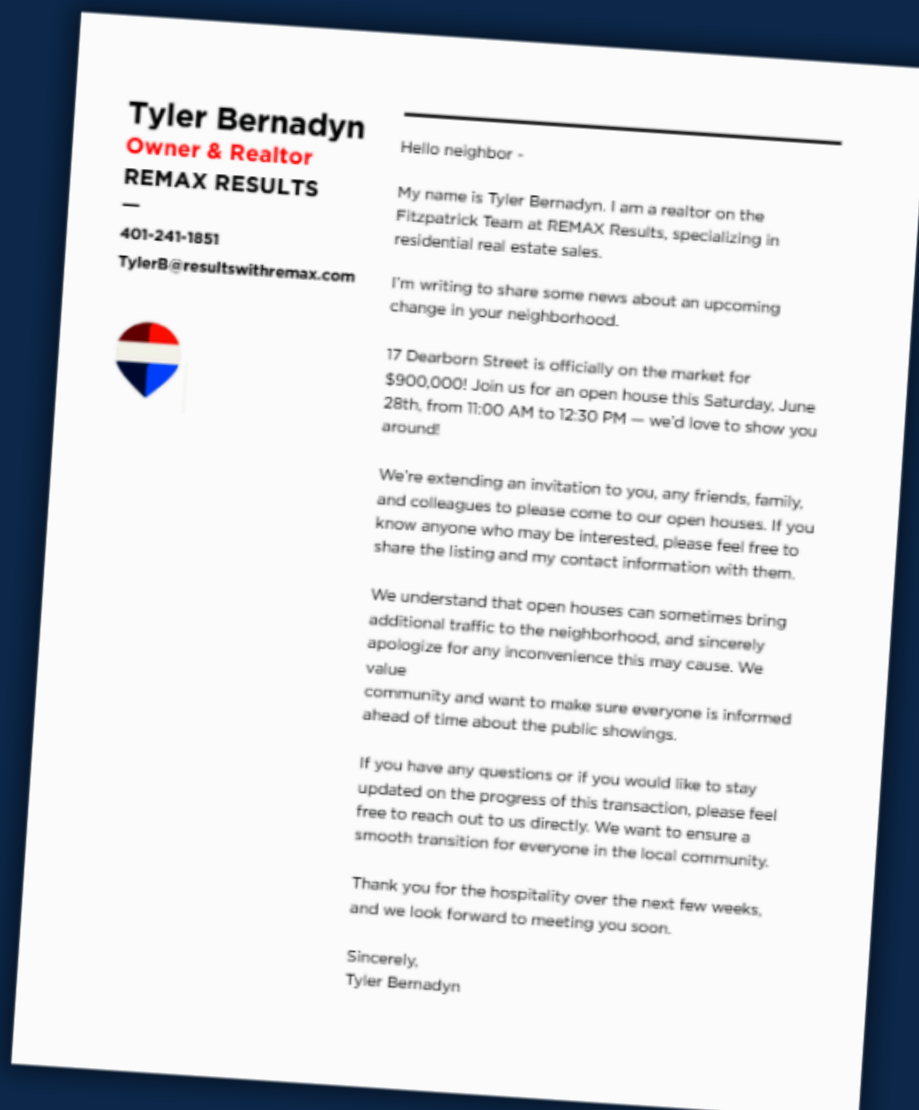 Tyler Bernadyn
Owner & Realtor
REMAX RESULTS
—
401-241-1851
TylerB@resultswithremax.com
Hello neighbor -
My name is Tyler Bernadyn. I am a realtor on the
Fitzpatrick Team at REMAX Results, specializing in
residential real estate sales.
I'm writing to share some news about an upcoming
change in your neighborhood.
17 Dearborn Street is officially on the market for
$900,000! Join us for an open house this Saturday, June
28th, from 11:00 AM to 12:30 PM — we'd love to show you
around!
We're extending an invitation to you, any friends, family,
and colleagues to please come to our open houses. If you
know anyone who may be interested, please feel free to
share the listing and my contact information with them.
We understand that open houses can sometimes bring
additional traffic to the neighborhood, and sincerely
apologize for any inconvenience this may cause. We
value
community and want to make sure everyone is informed
ahead of time about the public showings.
If you have any questions or if you would like to stay
updated on the progress of this transaction, please feel
free to reach out to us directly. We want to ensure a
smooth transition for everyone in the local community.
Thank you for the hospitality over the next few weeks,
and we look forward to meeting you soon.
Sincerely,
Tyler Bernadyn